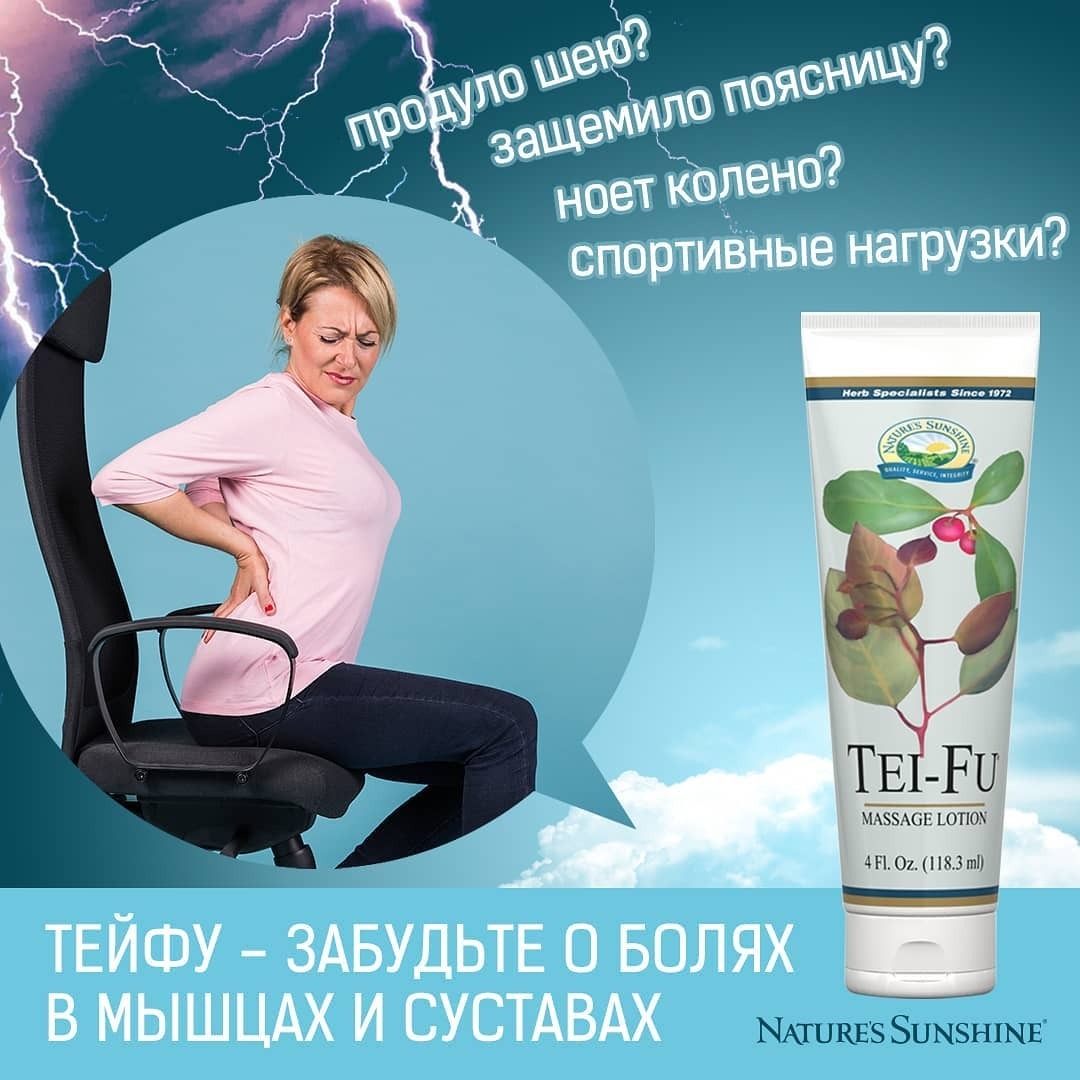 продуло шею?
защемило поясницу?
ноет колено?
спортивные нагрузки?
Herb Specialists Since 1972
NATURE'S SUNSHINE
QUALITY, SERVICE, INTEGRITY
TEI-FU
MASSAGE LOTION
4 Fl. Oz. (118.3 ml)
ТЕЙФУ – ЗАБУДЬТЕ О БОЛЯХ
В МЫШЦАХ И СУСТАВАХ
NATURE'S SUNSHINE